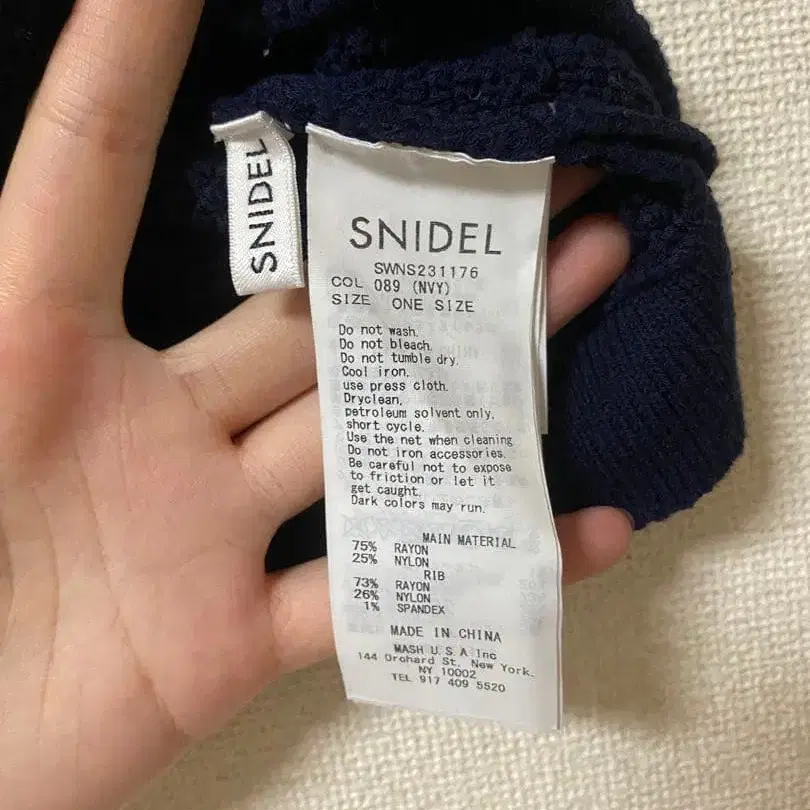 SNIDEL
SNIDEL
SWNS231176
COL 089 (NVY)
SIZE ONE SIZE
Do not wash.
Do not bleach.
Do not tumble dry.
Cool iron.
use press cloth.
Dryclean,
petroleum solvent only,
short cycle.
Use the net when cleaning
Do not iron accessories.
Be careful not to expose
to friction or let it
get caught.
Dark colors may run.
MAIN MATERIAL
75% RAYON
25% NYLON
RIB
73% RAYON
26% NYLON
1% SPANDEX
MADE IN CHINA
MASH U.S.A Inc
144 Orchard St. New York.
NY 10002
TEL 917 409 5520